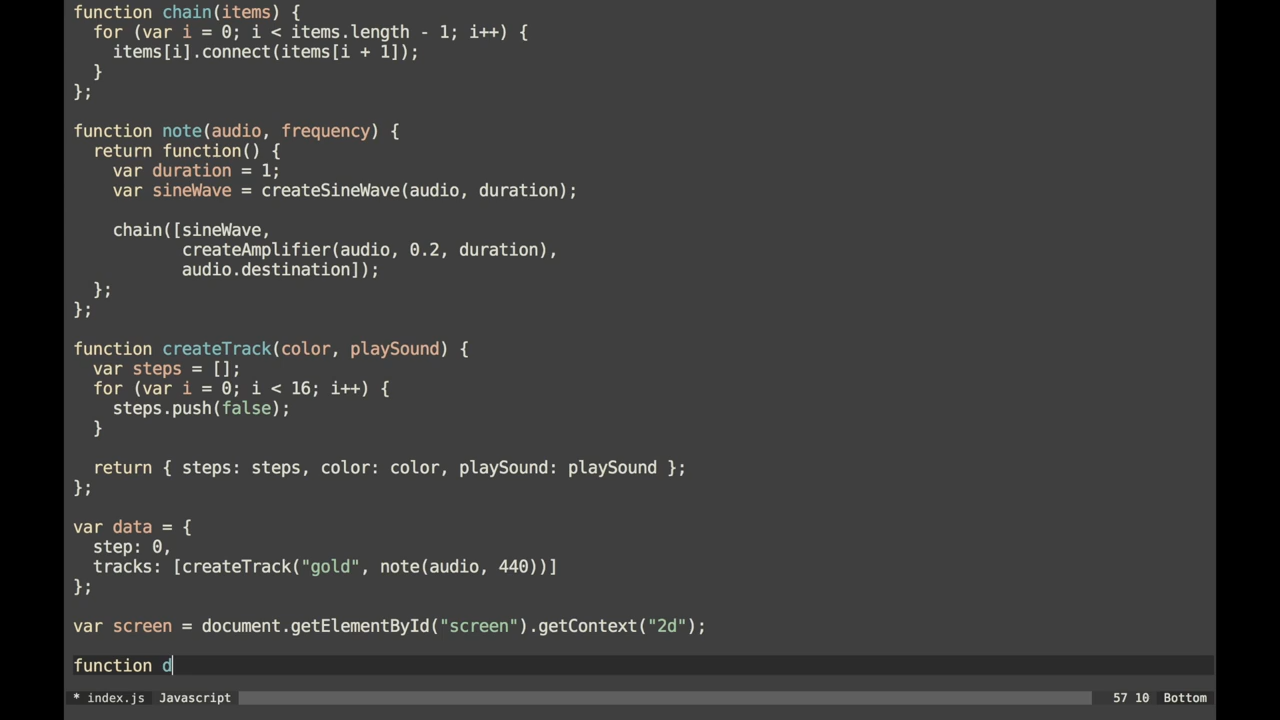 function chain(items) {
  for (var i = 0; i < items.length - 1; i++) {
    items[i].connect(items[i + 1]);
  }
};

function note(audio, frequency) {
  return function() {
    var duration = 1;
    var sineWave = createSineWave(audio, duration);

    chain([sineWave,
           createAmplifier(audio, 0.2, duration),
           audio.destination]);
  };
};

function createTrack(color, playSound) {
  var steps = [];
  for (var i = 0; i < 16; i++) {
    steps.push(false);
  }

  return { steps: steps, color: color, playSound: playSound };
};

var data = {
  step: 0,
  tracks: [createTrack("gold", note(audio, 440))]
};

var screen = document.getElementById("screen").getContext("2d");

function d
* index.js Javascript 57 10 Bottom